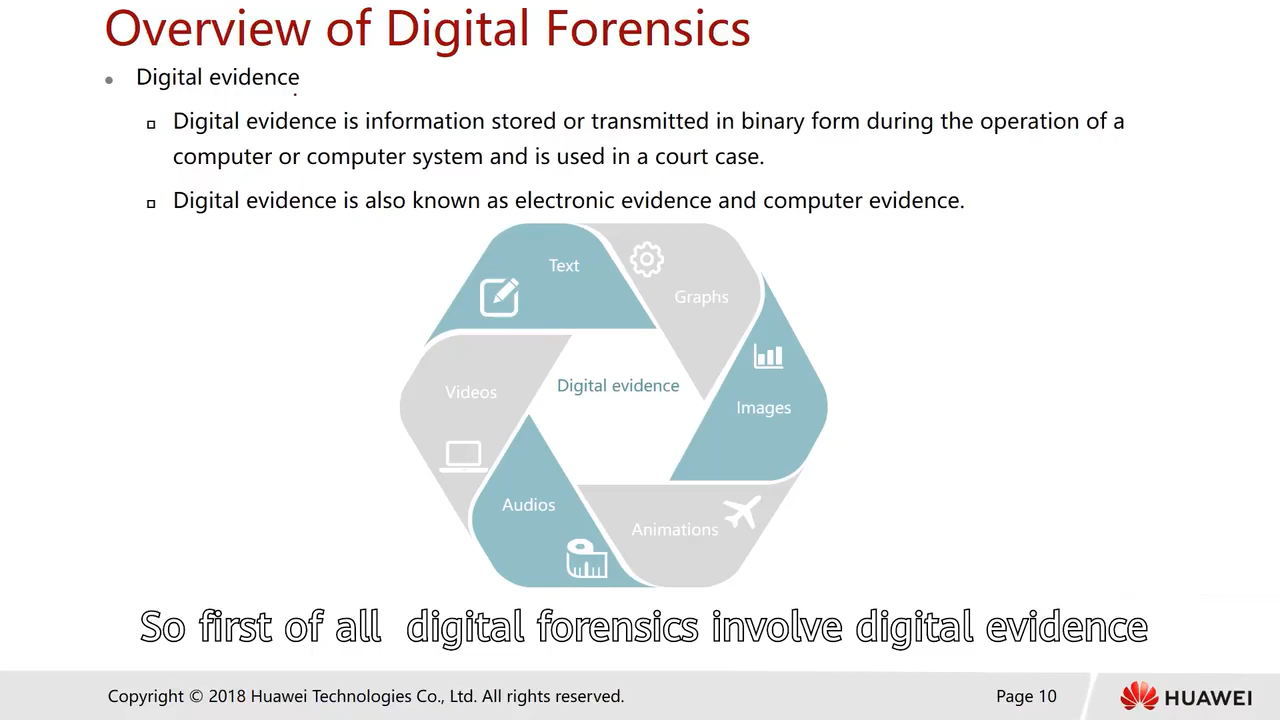 Overview of Digital Forensics
Digital evidence
Digital evidence is information stored or transmitted in binary form during the operation of a
computer or computer system and is used in a court case.
Digital evidence is also known as electronic evidence and computer evidence.
Text
Graphs
Videos
Digital evidence
Images
Audios
Animations
So first of all digital forensics involve digital evidence
Copyright © 2018 Huawei Technologies Co., Ltd. All rights reserved.
Page 10
HUAWEI